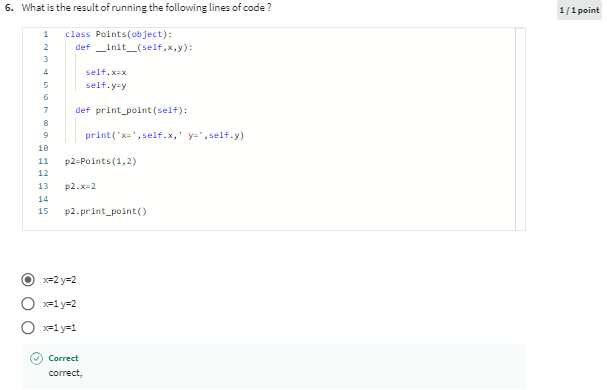 6. What is the result of running the following lines of code ?
1 / 1 point
1 class Points(object):
2 def __init__(self,x,y):
3
4 self.x=x
5 self.y=y
6
7 def print_point(self):
8
9 print('x=',self.x,' y=',self.y)
10
11 p2=Points(1,2)
12
13 p2.x=2
14
15 p2.print_point()
x=2 y=2
x=1 y=2
x=1 y=1
Correct
correct,